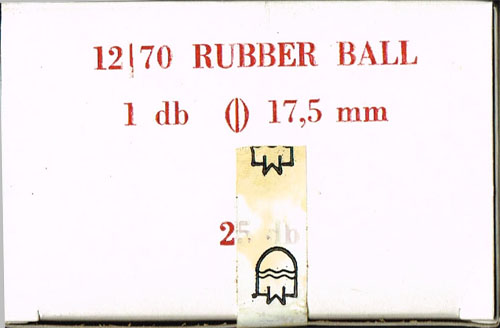 12|70 RUBBER BALL
1 db () 17,5 mm
25 db